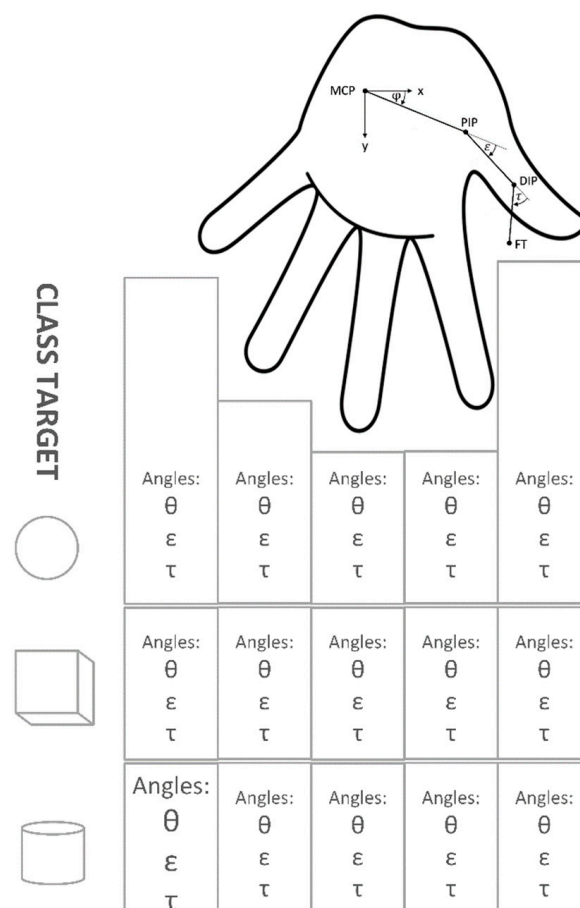 MCP
x
φ
y
PIP
ε
DIP
τ
FT
CLASS TARGET
Angles: Angles: Angles: Angles: Angles:
θ θ θ θ θ
ε ε ε ε ε
τ τ τ τ τ
Angles: Angles: Angles: Angles: Angles:
θ θ θ θ θ
ε ε ε ε ε
τ τ τ τ τ
Angles: Angles: Angles: Angles: Angles:
θ θ θ θ θ
ε ε ε ε ε
τ τ τ τ τ